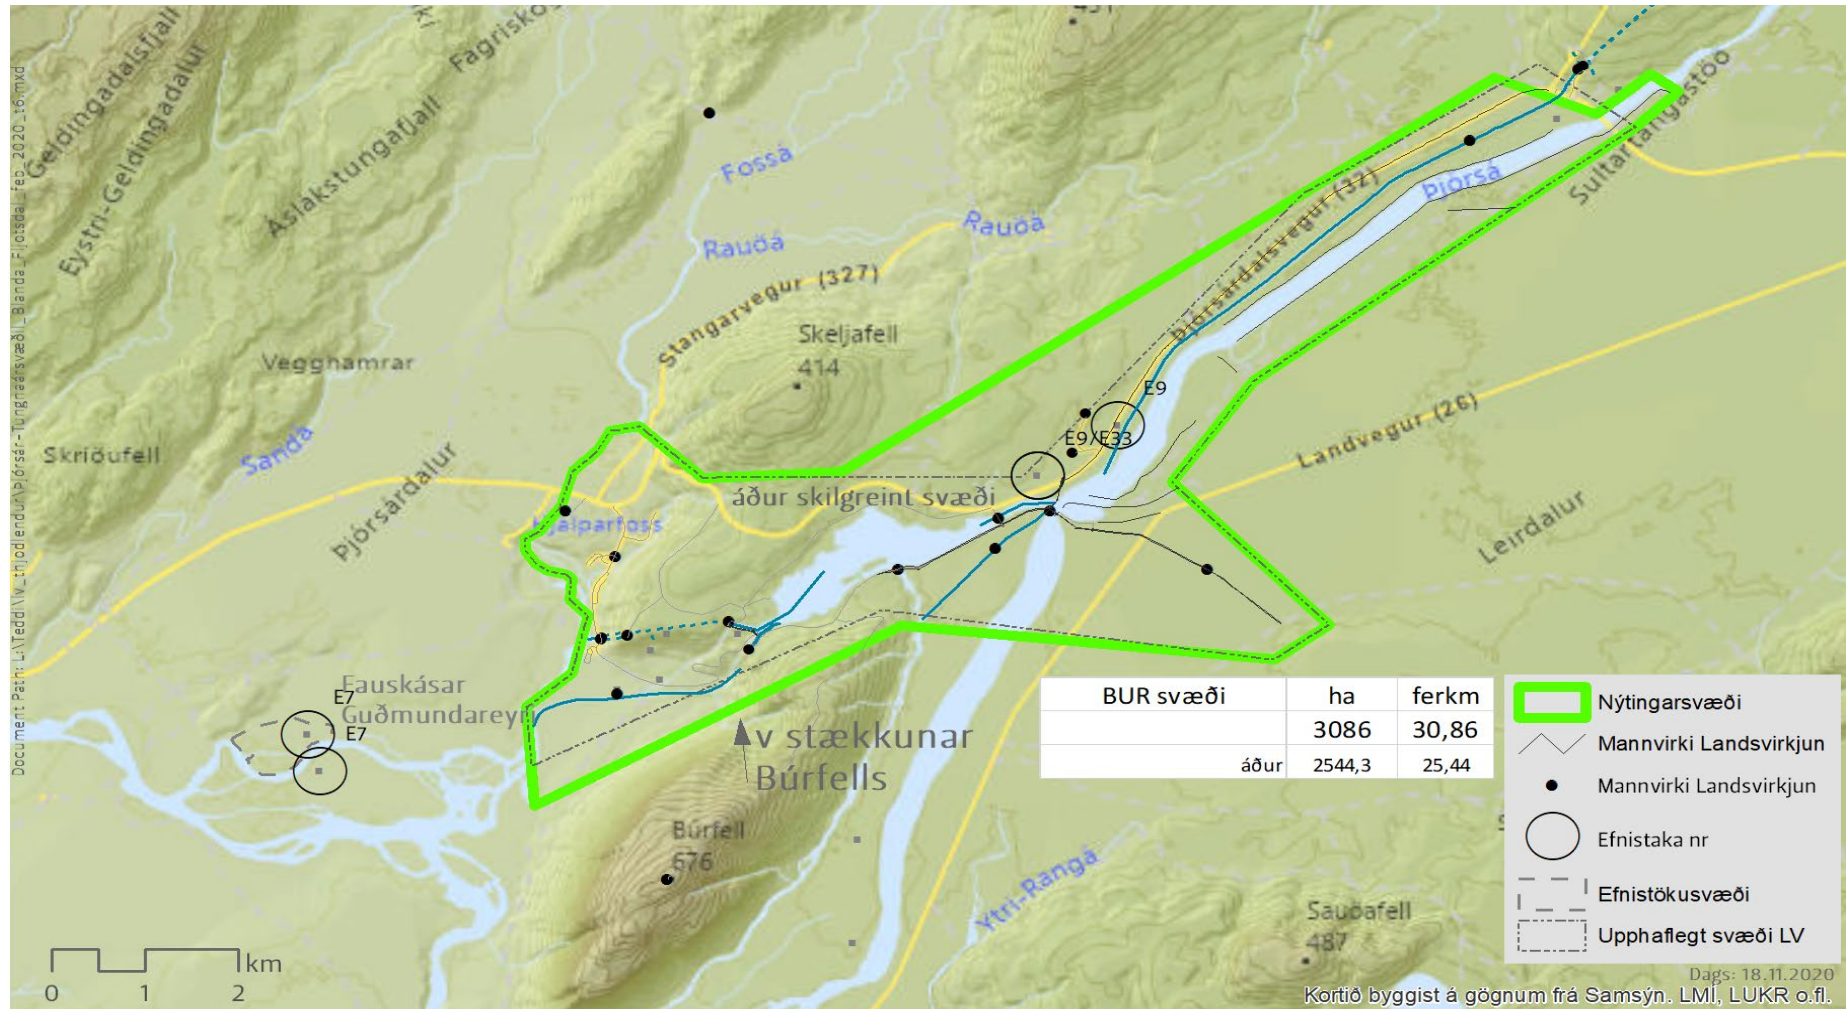 Geldingadalsfjall
Eystri-Geldingadalur
Áslákstungafjall
Fossá
Rauðá
Rauðá
Stangarvegur (327)
Skeljafell
414
Vegghamrar
Skriðufell
Sandá
Þjórsárdalur
Hjálparfoss
áður skilgreint svæði
E9
E9/E33
Þjórsárdalsvegur (32)
Þjórsá
Sultartangastöð
Landvegur (26)
Leirdalur
Fauskásar
E7
Guðmundareyri
E7
v stækkunar
Búrfells
Búrfell
676
Ytri-Rangá
Sauðafell
487
BUR svæði ha ferkm
3086 30,86
áður 2544,3 25,44
Nýtingarsvæði
Mannvirki Landsvirkjun
Mannvirki Landsvirkjun
Efnistaka nr
Efnistökusvæði
Upphaflegt svæði LV
km
0 1 2
Dags: 18.11.2020
Kortið byggist á gögnum frá Samsýn. LMÍ, LUKR o.fl.